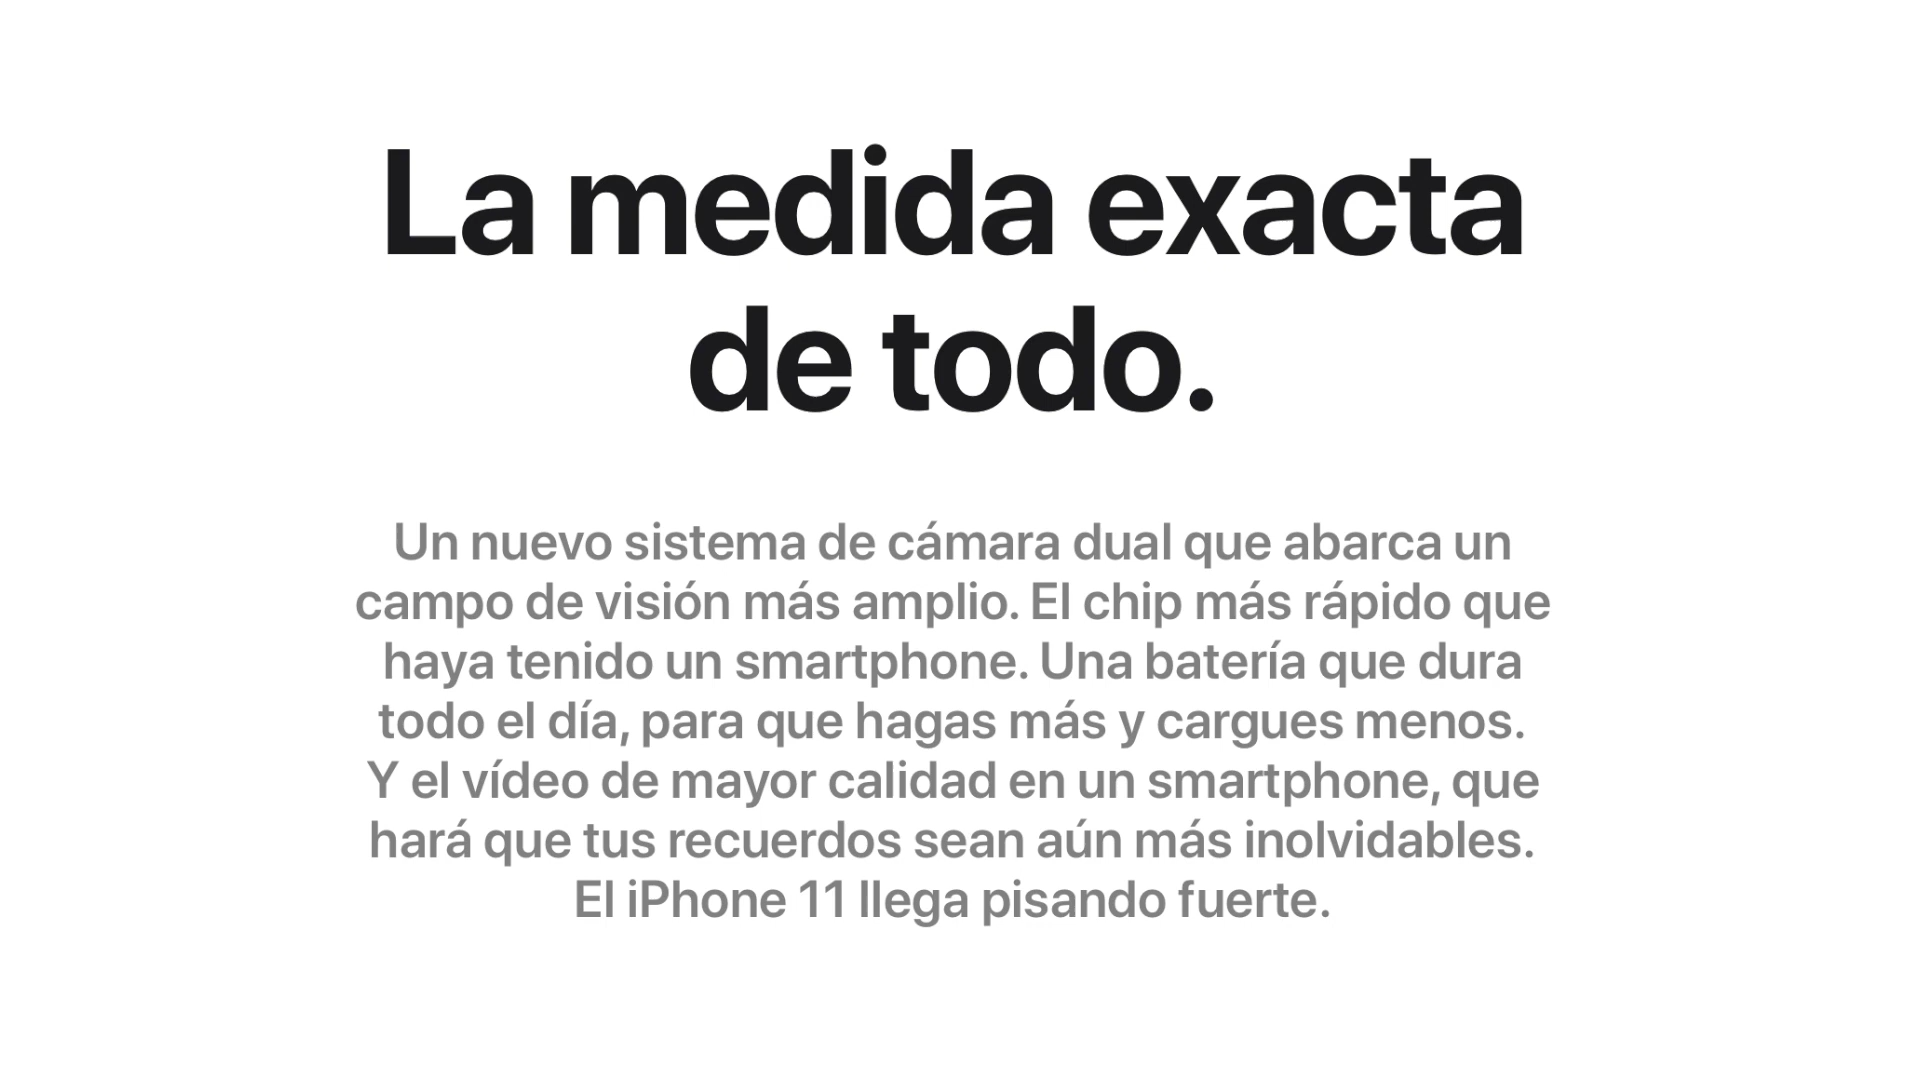 La medida exacta
de todo.
Un nuevo sistema de cámara dual que abarca un
campo de visión más amplio. El chip más rápido que
haya tenido un smartphone. Una batería que dura
todo el día, para que hagas más y cargues menos.
Y el vídeo de mayor calidad en un smartphone, que
hará que tus recuerdos sean aún más inolvidables.
El iPhone 11 llega pisando fuerte.